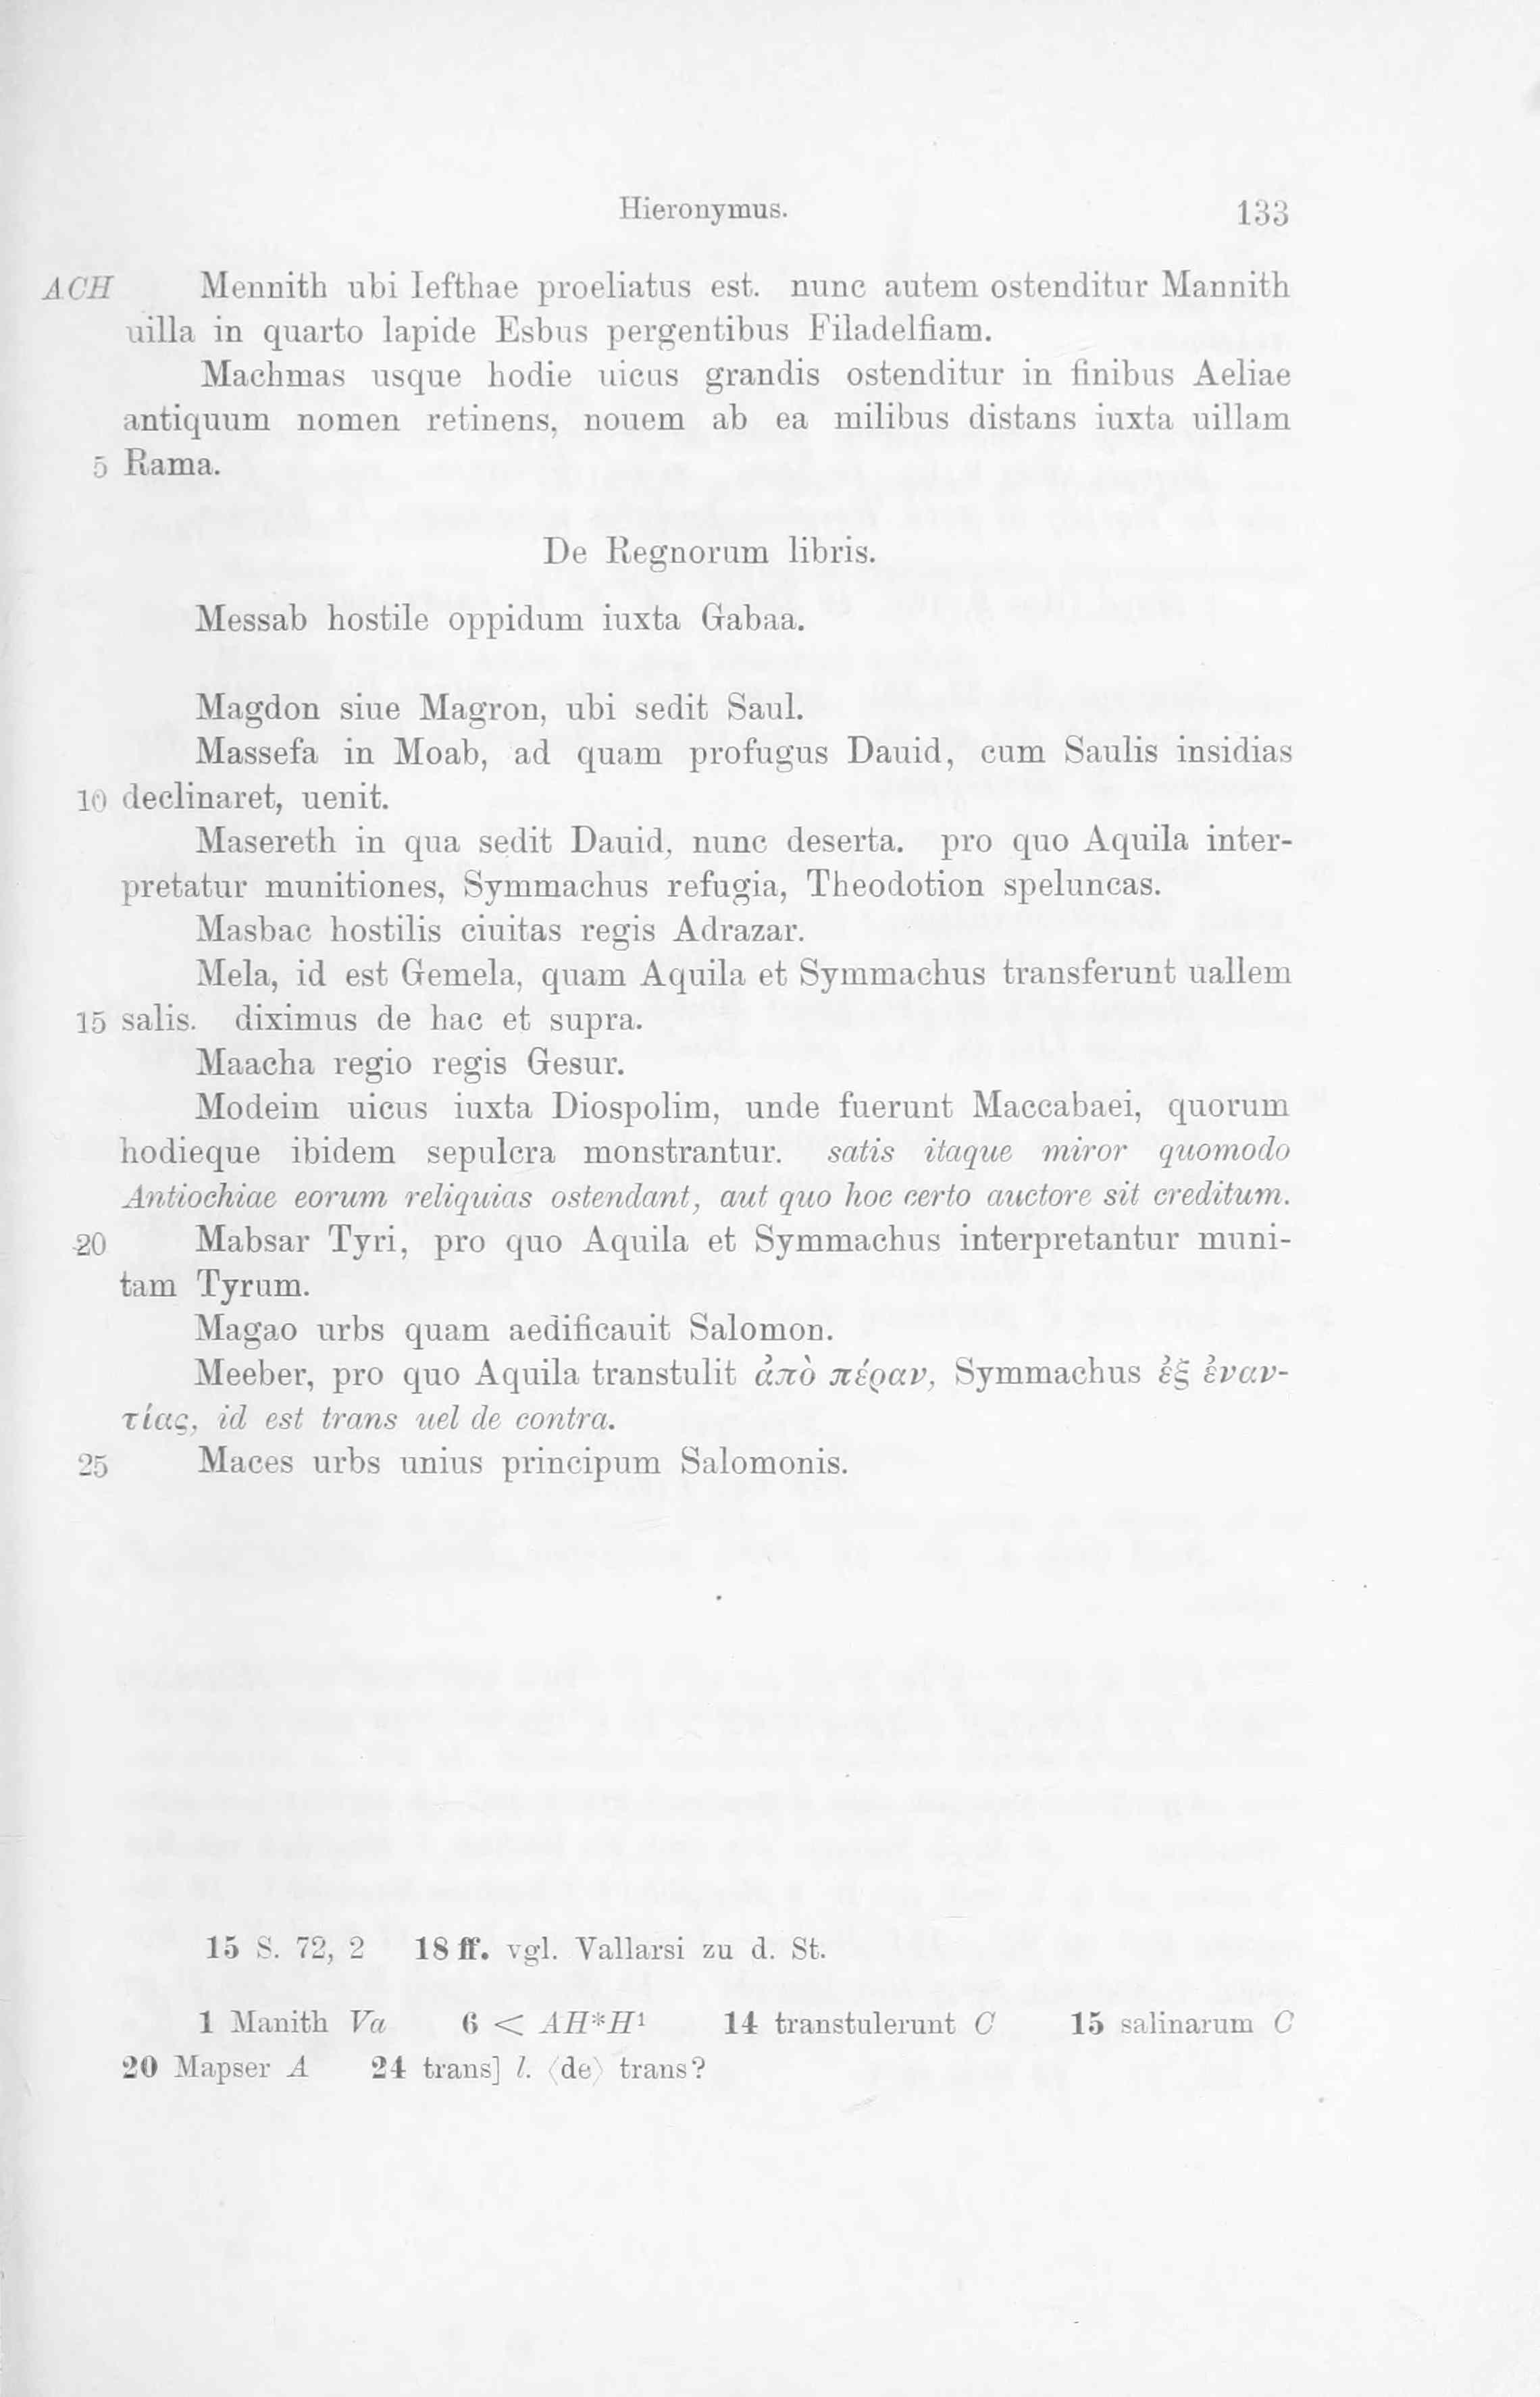 Hieronymus. 133
ACH Mennith ubi Iefthae proeliatus est. nunc autem ostenditur Mannith
uilla in quarto lapide Esbus pergentibus Filadelfiam.
Machmas usque hodie uicus grandis ostenditur in finibus Aeliae
antiquum nomen retinens, nouem ab ea milibus distans iuxta uillam
5 Rama.
De Regnorum libris.
Messab hostile oppidum iuxta Gabaa.
Magdon siue Magron, ubi sedit Saul.
Massefa in Moab, ad quam profugus Dauid, cum Saulis insidias
10 declinaret, uenit.
Masereth in qua sedit Dauid, nunc deserta. pro quo Aquila inter-
pretatur munitiones, Symmachus refugia, Theodotion speluncas.
Masbac hostilis ciuitas regis Adrazar.
Mela, id est Gemela, quam Aquila et Symmachus transferunt uallem
15 salis. diximus de hac et supra.
Maacha regio regis Gesur.
Modeim uicus iuxta Diospolim, unde fuerunt Maccabaei, quorum
hodieque ibidem sepulcra monstrantur. satis itaque miror quomodo
Antiochiae eorum reliquias ostendant, aut quo hoc certo auctore sit creditum.
20 Mabsar Tyri, pro quo Aquila et Symmachus interpretantur muni-
tam Tyrum.
Magao urbs quam aedificauit Salomon.
Meeber, pro quo Aquila transtulit ἀπὸ πέραν, Symmachus ἐξ ἐναν-
τίας, id est trans uel de contra.
25 Maces urbs unius principum Salomonis.
15 S. 72, 2 18 ff. vgl. Vallarsi zu d. St.
1 Manith Va 6 < AH*H¹ 14 transtulerunt C 15 salinarum C
20 Mapser A 24 trans] l. ⟨de⟩ trans?